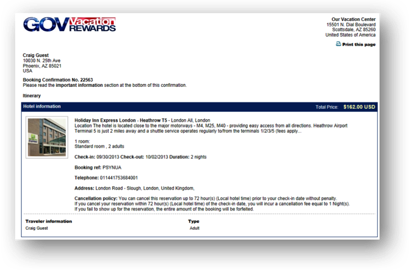 GOV Vacation REWARDS
Our Vacation Center
15501 N. Dial Boulevard
Scottsdale, AZ 85260
United States of America
Print this page
Craig Guest
10030 N. 25th Ave
Phoenix, AZ 85021
USA
Booking Confirmation No. 22563
Please read the important information section at the bottom of this confirmation.
Itinerary
Hotel information
Total Price: $162.00 USD
Holiday Inn Express London - Heathrow T5 - London All, London
Location The hotel is located close to the major motorways - M4, M25, M40 - providing easy access from all directions. Heathrow Airport
Terminal 5 is just 2 miles away and a shuttle service operates regularly to/from the terminals 1/2/3/5 (fees apply...
1 room
Standard room , 2 adults
Check-in: 09/30/2013 Check-out: 10/02/2013 Duration: 2 nights
Booking ref: PSYNUA
Telephone: 011441753684001
Address: London Road - Slough, London, United Kingdom,
Cancellation policy: You can cancel this reservation up to 72 hour(s) (Local hotel time) prior to your check-in date without penalty.
If you cancel your reservation within 72 hour(s) (Local hotel time) of the check-in date, you will incur a cancellation fee equal to 1 Night(s).
If you fail to show up for the reservation, the entire amount of the booking will be forfeited.
Traveler information
Type
Craig Guest
Adult